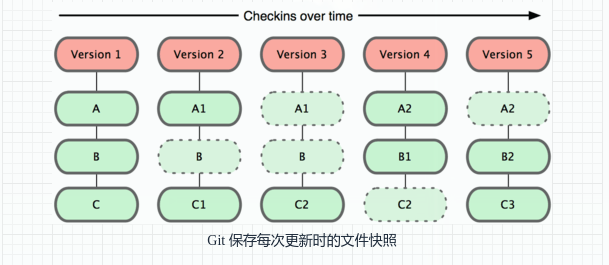 Checkins over time
Version 1 Version 2 Version 3 Version 4 Version 5
A A1 A1 A2 A2
B B B B1 B2
C C1 C2 C2 C3
Git 保存每次更新时的文件快照